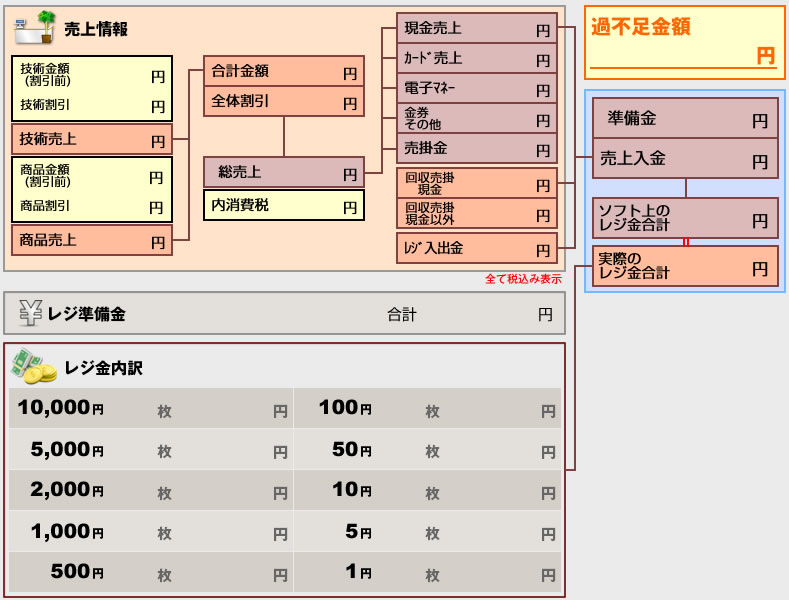 売上情報
技術金額
(割引前)
円
技術割引
円
技術売上
円
商品金額
(割引前)
円
商品割引
円
商品売上
円
合計金額
円
全体割引
円
総売上
円
内消費税
円
現金売上
円
ｶｰﾄﾞ売上
円
電子ﾏﾈｰ
円
金券
その他
円
売掛金
円
回収売掛
現金
円
回収売掛
現金以外
円
ﾚｼﾞ入出金
円
全て税込み表示
過不足金額
円
準備金
円
売上入金
円
ソフト上の
レジ金合計
円
実際の
レジ金合計
円
¥ レジ準備金 合計 円
レジ金内訳
10,000円 枚 円 100円 枚 円
5,000円 枚 円 50円 枚 円
2,000円 枚 円 10円 枚 円
1,000円 枚 円 5円 枚 円
500円 枚 円 1円 枚 円